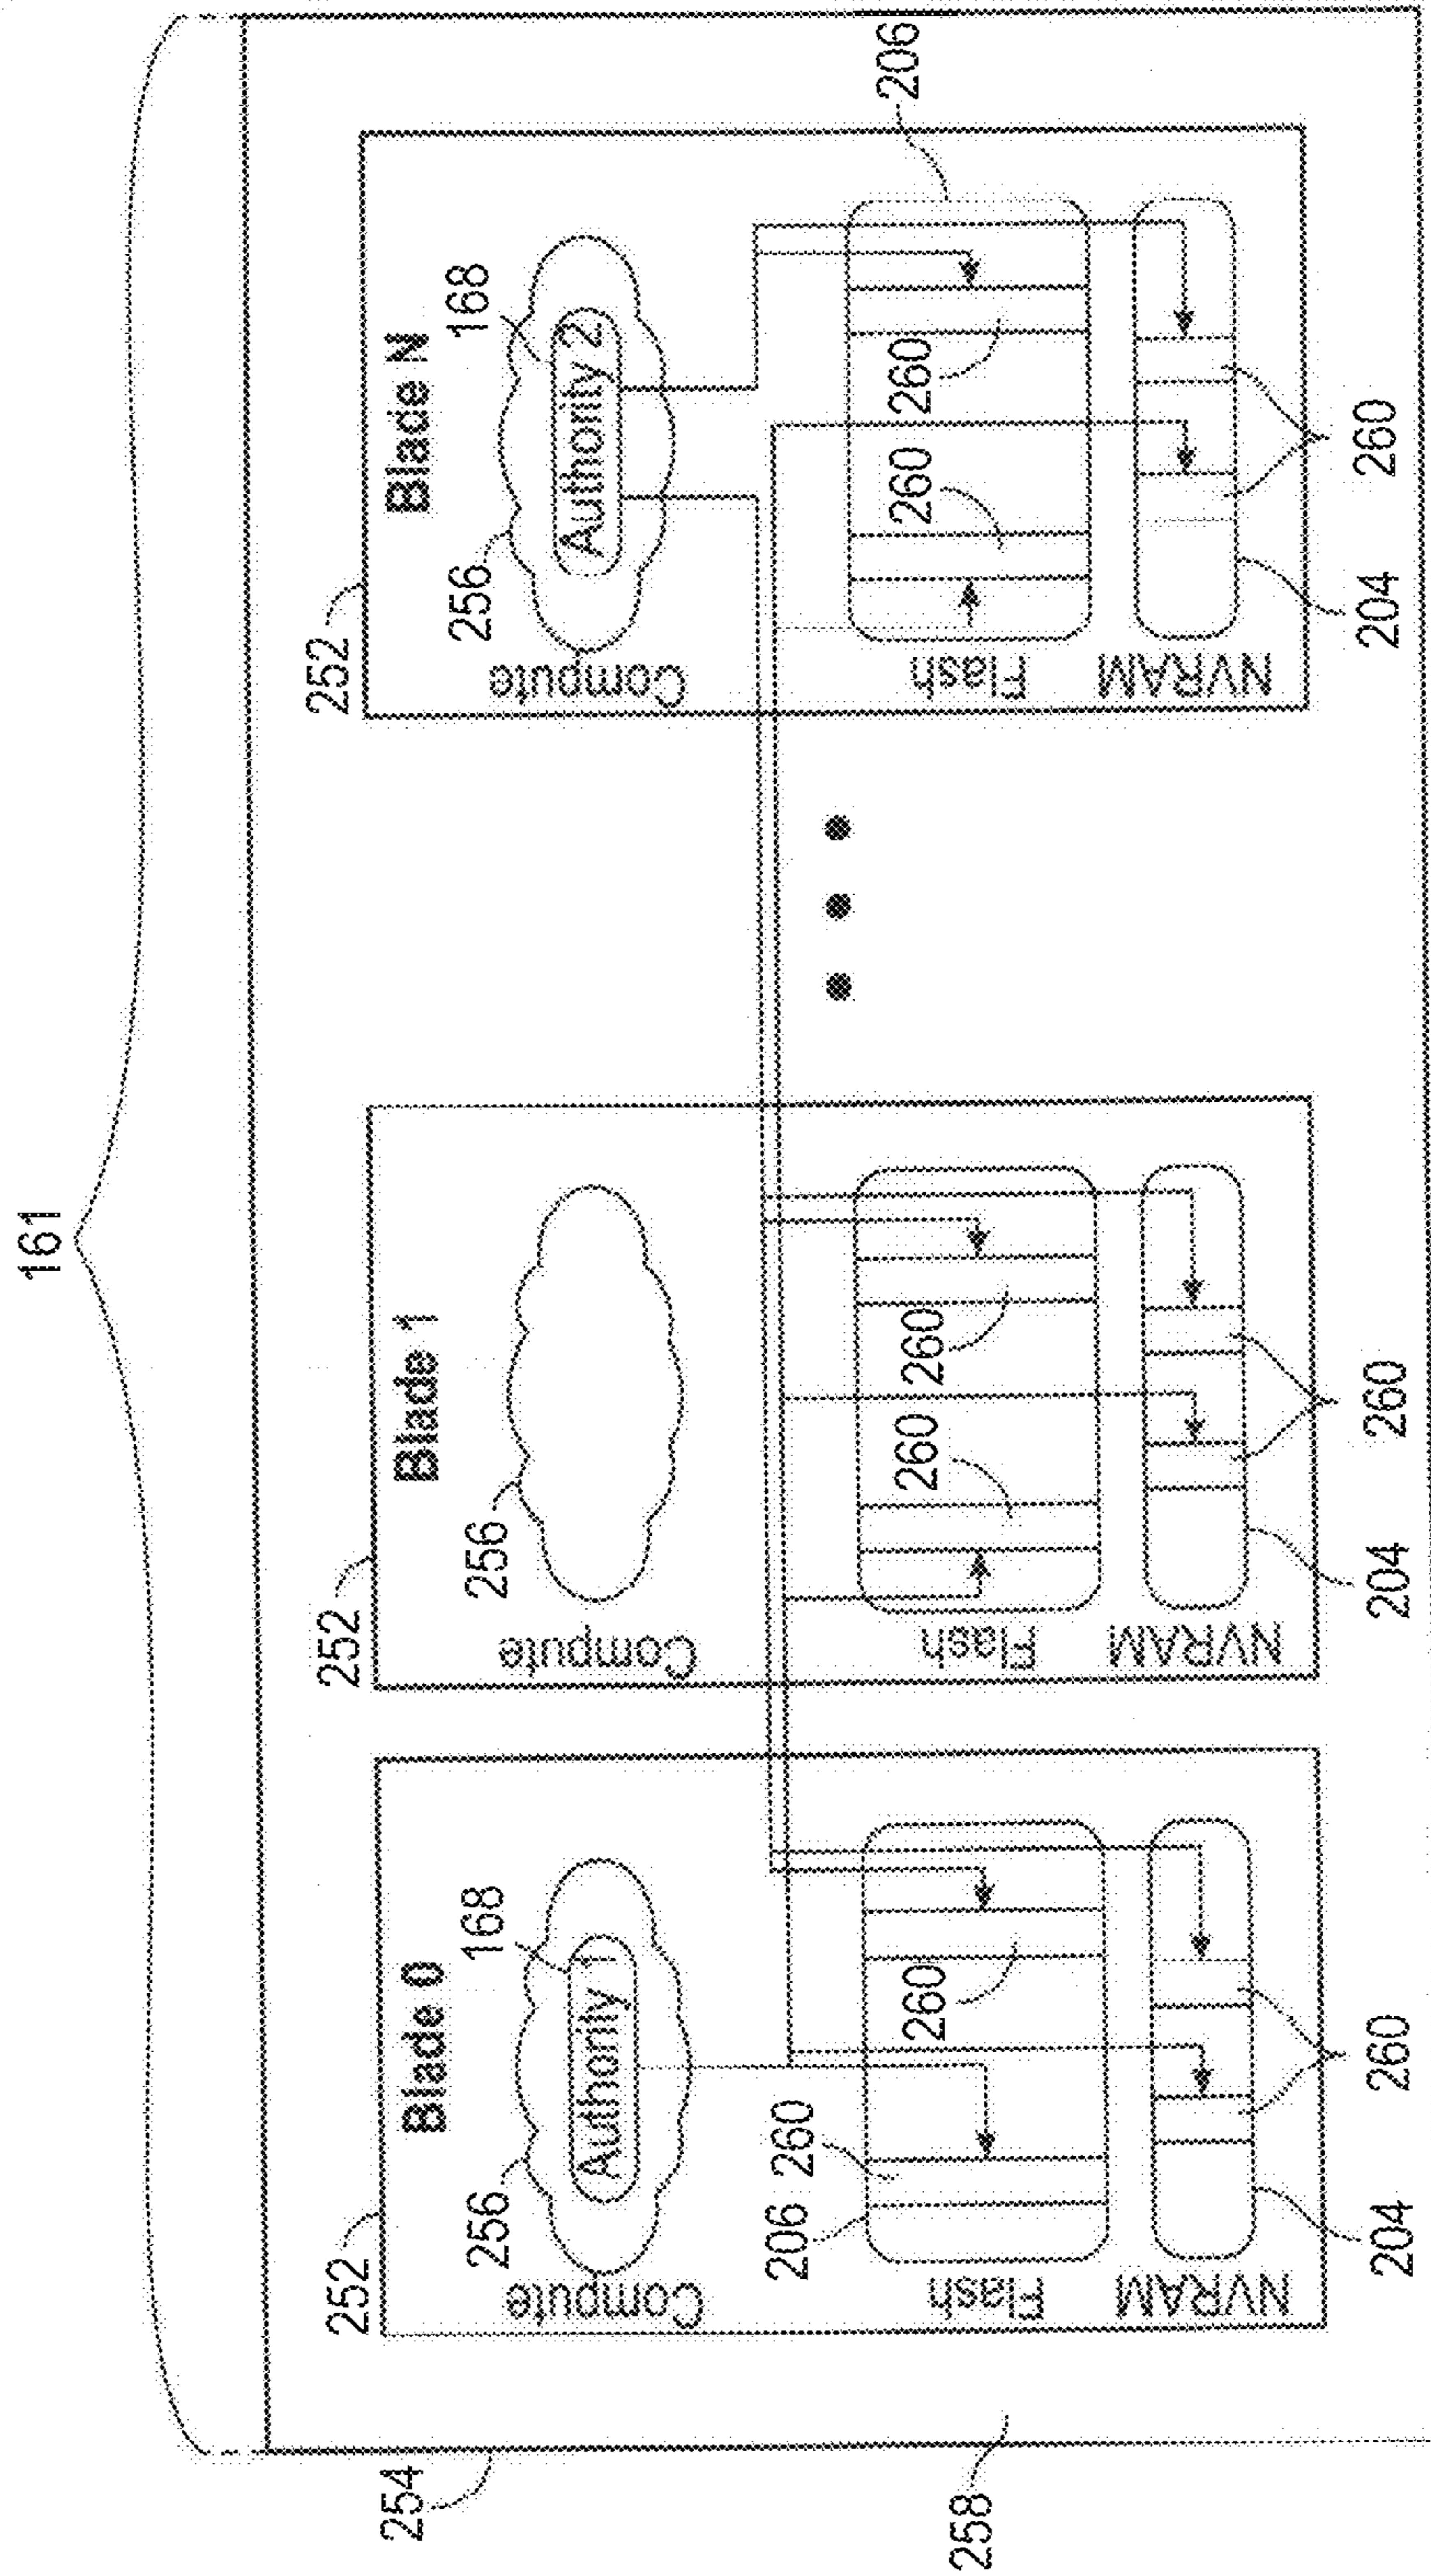 161
254
258
252
Blade 0
256
168
Authority 1
Compute
206
260
260
Flash
NVRAM
204
260
252
Blade 1
256
Compute
260
260
Flash
NVRAM
204
260
252
Blade N
256
168
Authority 2
Compute
206
260
260
Flash
NVRAM
204
260